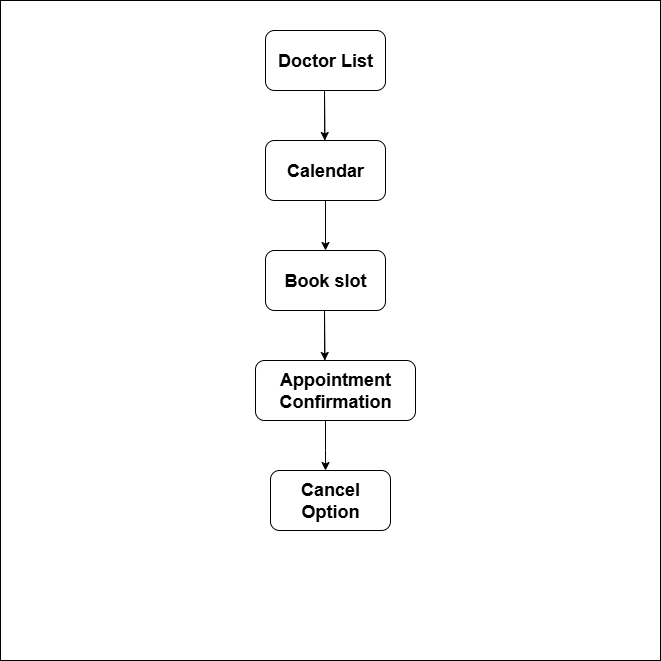 Doctor List
Calendar
Book slot
Appointment
Confirmation
Cancel
Option